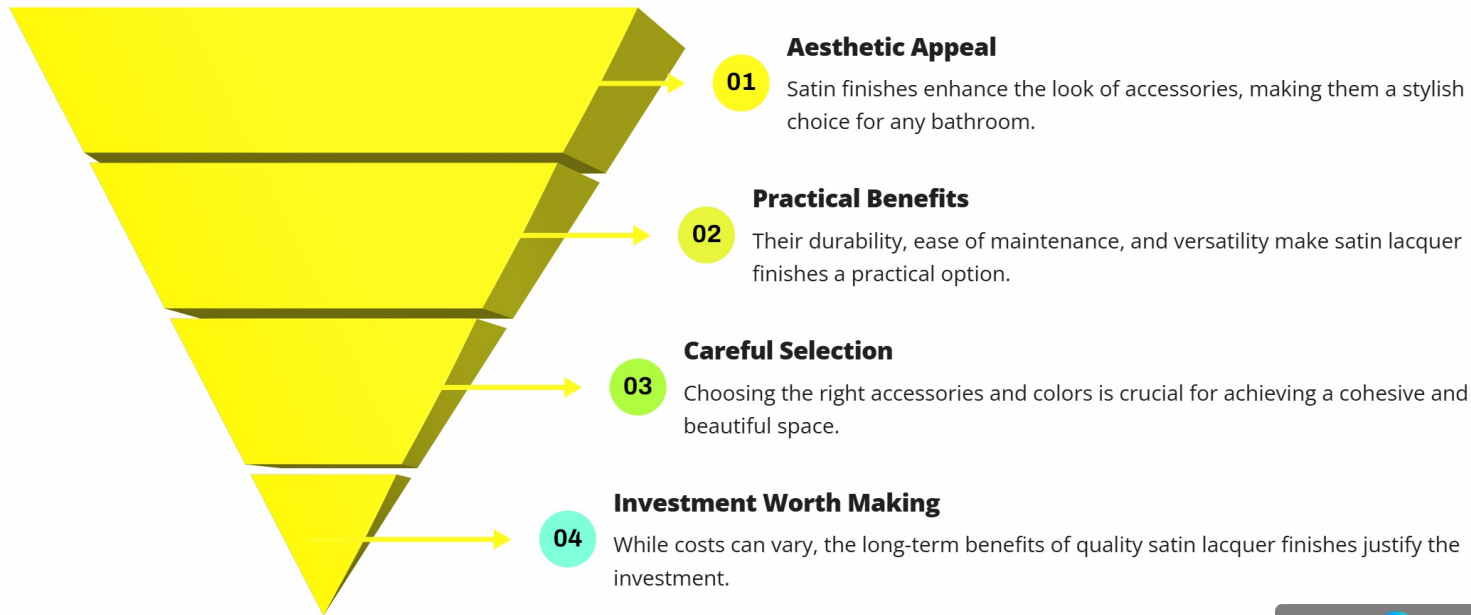 01
Aesthetic Appeal
Satin finishes enhance the look of accessories, making them a stylish
choice for any bathroom.
02
Practical Benefits
Their durability, ease of maintenance, and versatility make satin lacquer
finishes a practical option.
03
Careful Selection
Choosing the right accessories and colors is crucial for achieving a cohesive and
beautiful space.
04
Investment Worth Making
While costs can vary, the long-term benefits of quality satin lacquer finishes justify the
investment.